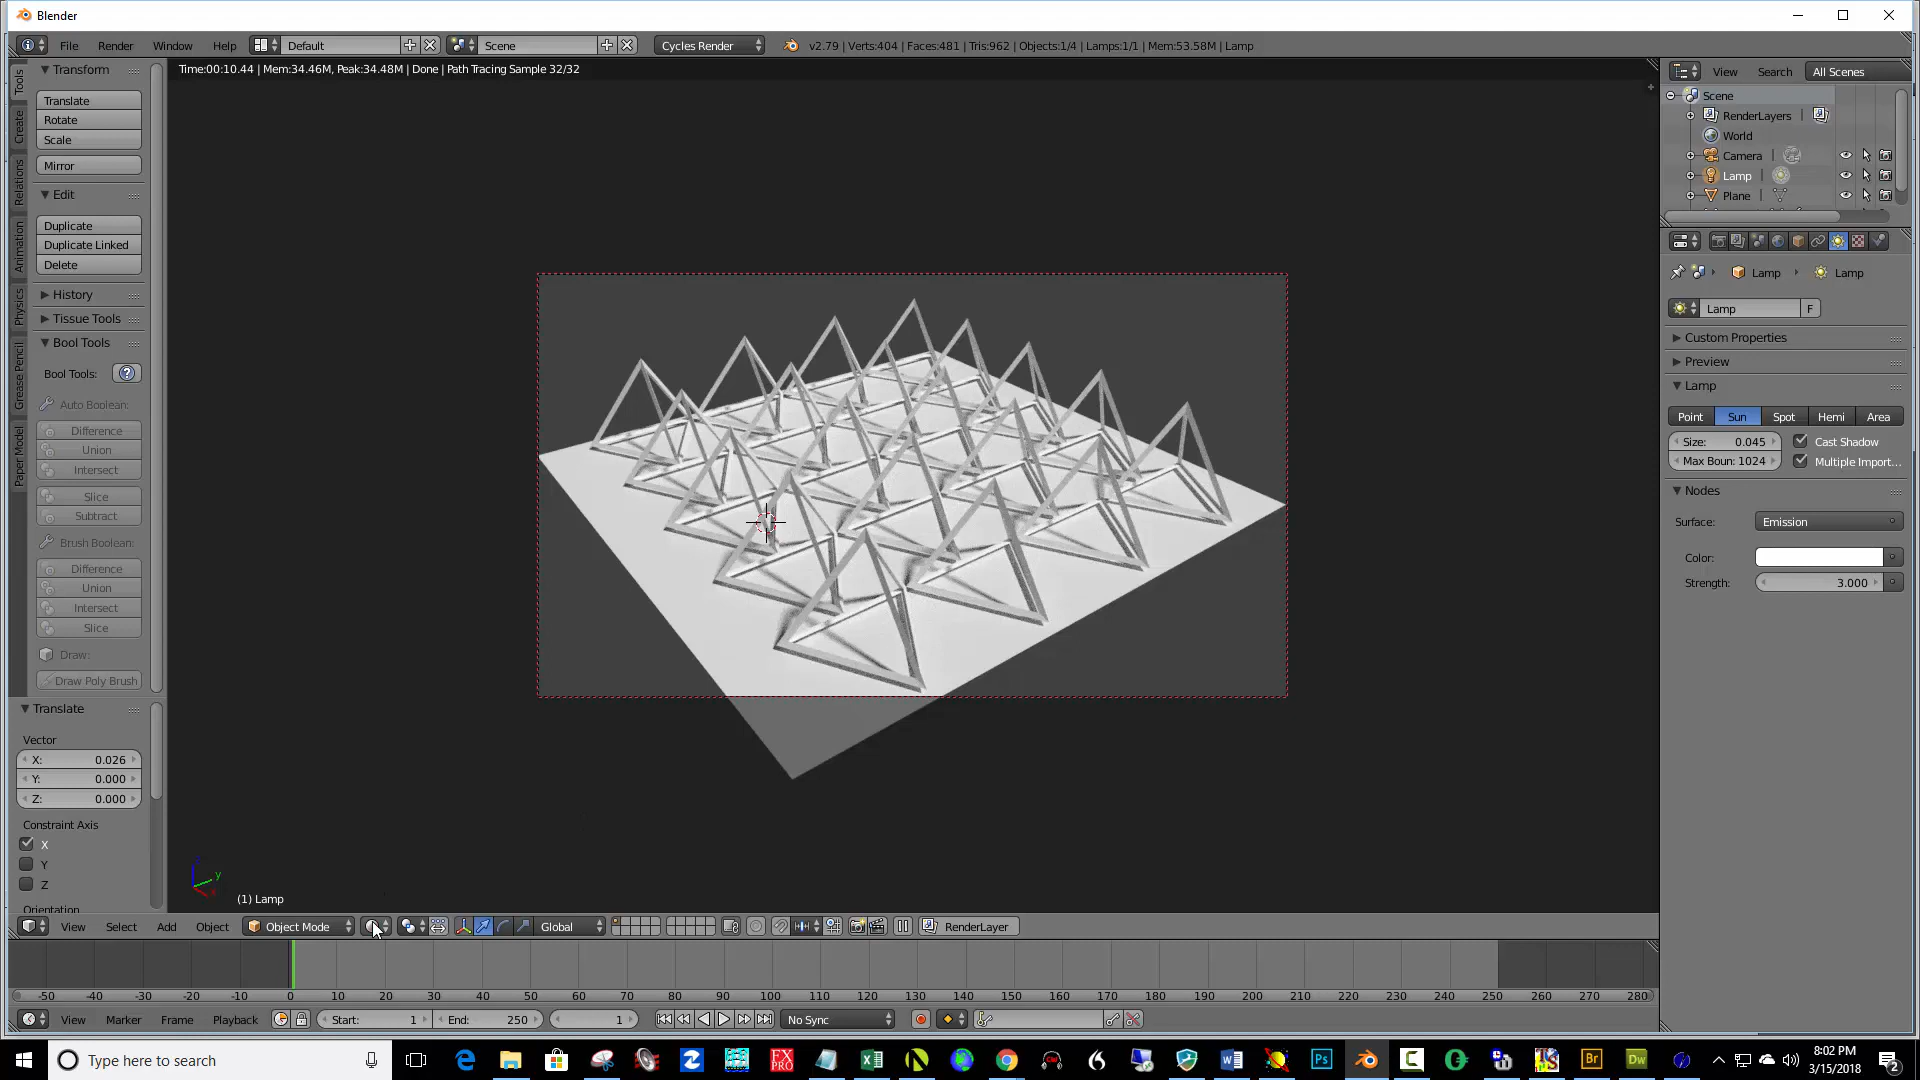 Blender
File Render Window Help Default Scene Cycles Render v2.79 | Verts:404 | Faces:481 | Tris:962 | Objects:1/4 | Lamps:1/1 | Mem:53.58M | Lamp
Time:00:10.44 | Mem:34.46M, Peak:34.48M | Done | Path Tracing Sample 32/32
Tools
Create
Relations
Animation
Physics
Grease Pencil
Paper Model
Transform
Translate
Rotate
Scale
Mirror
Edit
Duplicate
Duplicate Linked
Delete
History
Tissue Tools
Bool Tools
Bool Tools: ?
Auto Boolean:
Difference
Union
Intersect
Slice
Subtract
Brush Boolean:
Difference
Union
Intersect
Slice
Draw:
Draw Poly Brush
Translate
Vector
X: 0.026
Y: 0.000
Z: 0.000
Constraint Axis
X
Y
Z
Orientation
y
(1) Lamp
View Search All Scenes
Scene
RenderLayers |
World
Camera |
Lamp |
Plane |
Lamp Lamp
Lamp F
Custom Properties
Preview
Lamp
Point Sun Spot Hemi Area
Size: 0.045 Cast Shadow
Max Boun: 1024 Multiple Import...
Nodes
Surface: Emission
Color:
Strength: 3.000
View Select Add Object Object Mode Global RenderLayer
-50 -40 -30 -20 -10 0 10 20 30 40 50 60 70 80 90 100 110 120 130 140 150 160 170 180 190 200 210 220 230 240 250 260 270 280
View Marker Frame Playback Start: 1 End: 250 1 No Sync
Type here to search
8:02 PM
3/15/2018
2